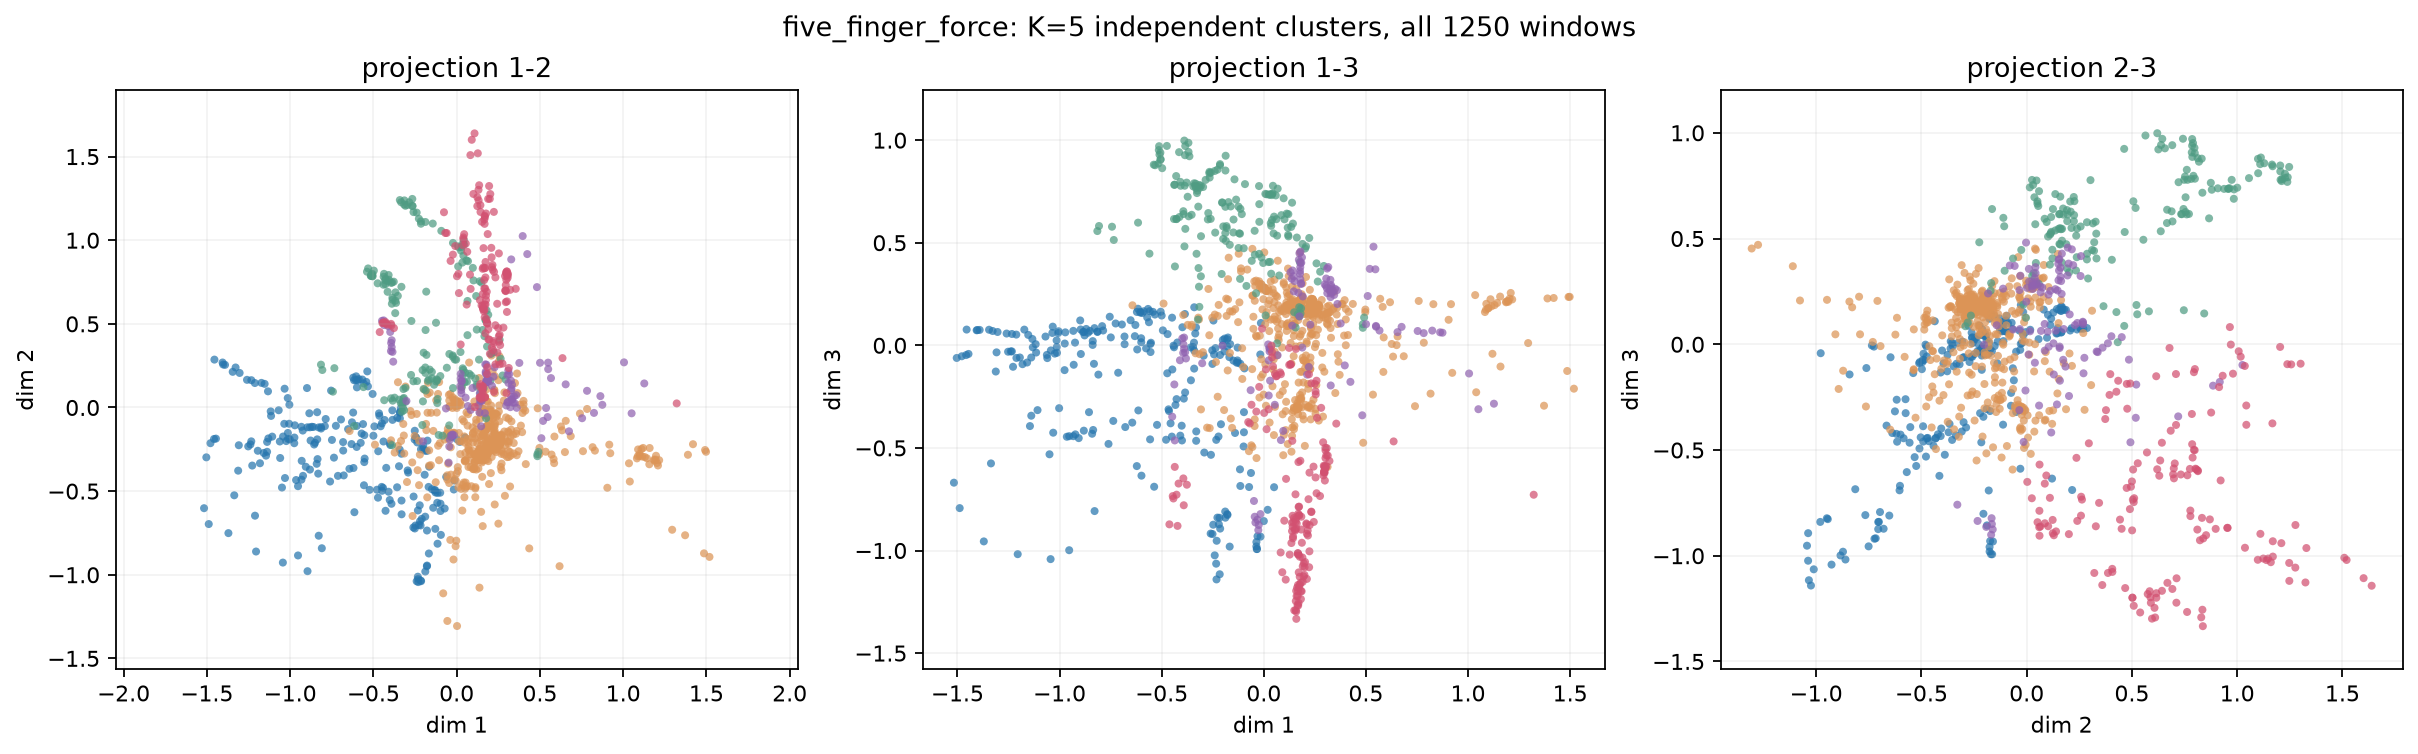 five_finger_force: K=5 independent clusters, all 1250 windows
projection 1-2
projection 1-3
projection 2-3
dim 2
1.5
1.0
0.5
0.0
−0.5
−1.0
−1.5
−2.0 −1.5 −1.0 −0.5 0.0 0.5 1.0 1.5 2.0
dim 1
dim 3
1.0
0.5
0.0
−0.5
−1.0
−1.5
−1.5 −1.0 −0.5 0.0 0.5 1.0 1.5
dim 1
dim 3
1.0
0.5
0.0
−0.5
−1.0
−1.5
−1.0 −0.5 0.0 0.5 1.0 1.5
dim 2